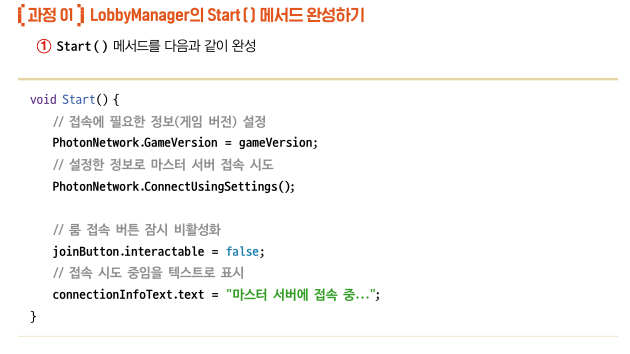 [ 과정 01 ] LobbyManager의 Start() 메서드 완성하기
① Start() 메서드를 다음과 같이 완성
void Start() {
// 접속에 필요한 정보(게임 버전) 설정
PhotonNetwork.GameVersion = gameVersion;
// 설정한 정보로 마스터 서버 접속 시도
PhotonNetwork.ConnectUsingSettings();
// 룸 접속 버튼 잠시 비활성화
joinButton.interactable = false;
// 접속 시도 중임을 텍스트로 표시
connectionInfoText.text = "마스터 서버에 접속 중...";
}